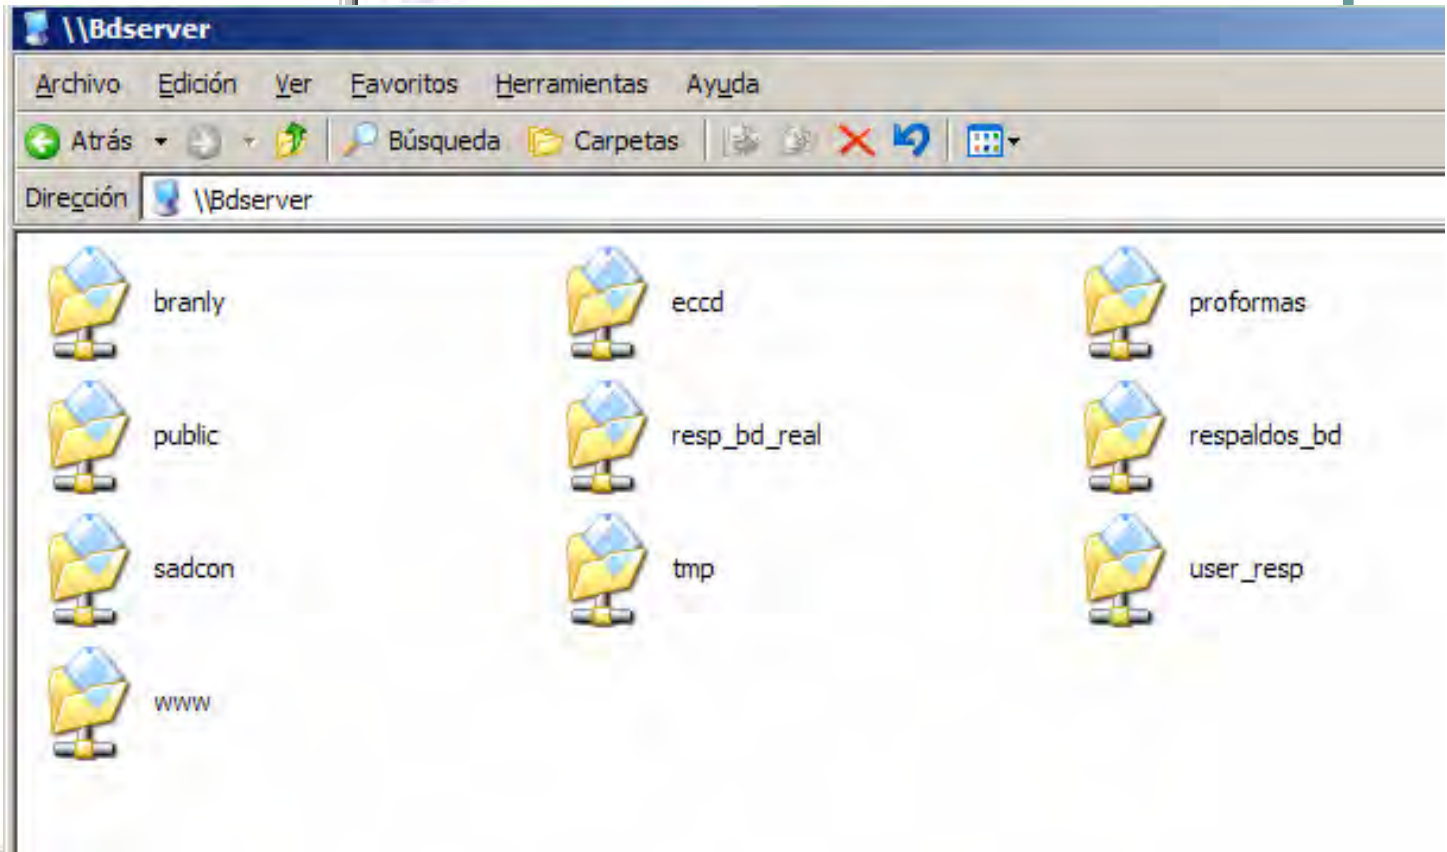 \\Bdserver
Archivo Edición Ver Favoritos Herramientas Ayuda
Atrás Búsqueda Carpetas
Dirección \\Bdserver
branly eccd proformas
public resp_bd_real respaldos_bd
sadcon tmp user_resp
www